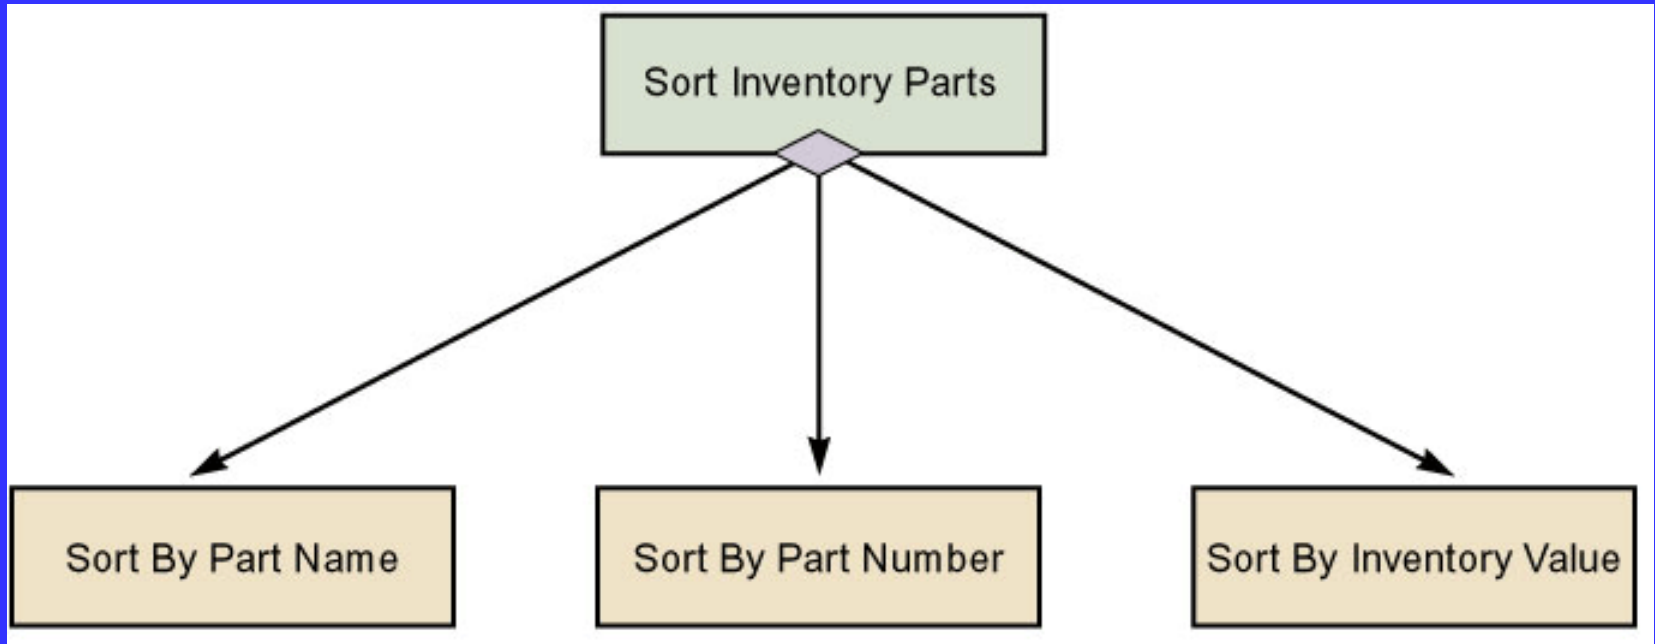 Sort Inventory Parts
Sort By Part Name
Sort By Part Number
Sort By Inventory Value